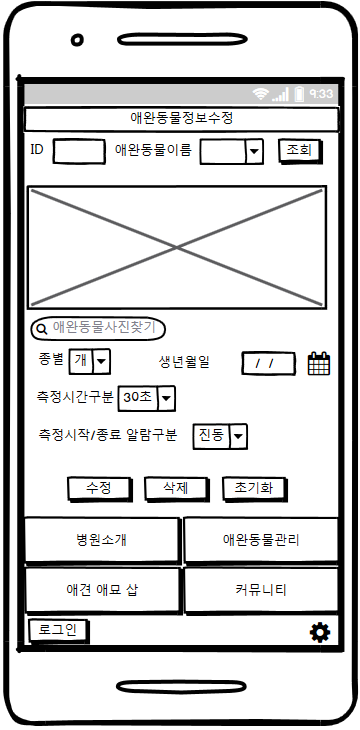 9:33
애완동물정보수정
ID 애완동물이름 조회
애완동물사진찾기
종별 개 생년월일 / /
측정시간구분 30초
측정시작/종료 알람구분 진동
수정 삭제 초기화
병원소개 애완동물관리
애견 애묘 샵 커뮤니티
로그인